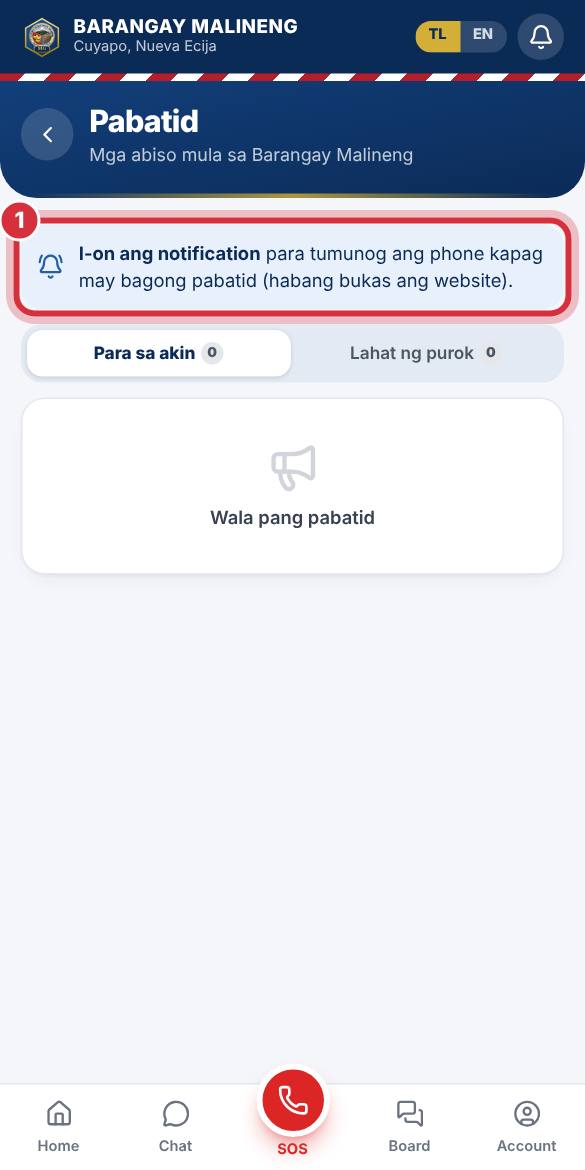 BARANGAY MALINENG
Cuyapo, Nueva Ecija
TL EN
Pabatid
Mga abiso mula sa Barangay Malineng
1
I-on ang notification para tumunog ang phone kapag
may bagong pabatid (habang bukas ang website).
Para sa akin 0 Lahat ng purok 0
Wala pang pabatid
Home Chat SOS Board Account